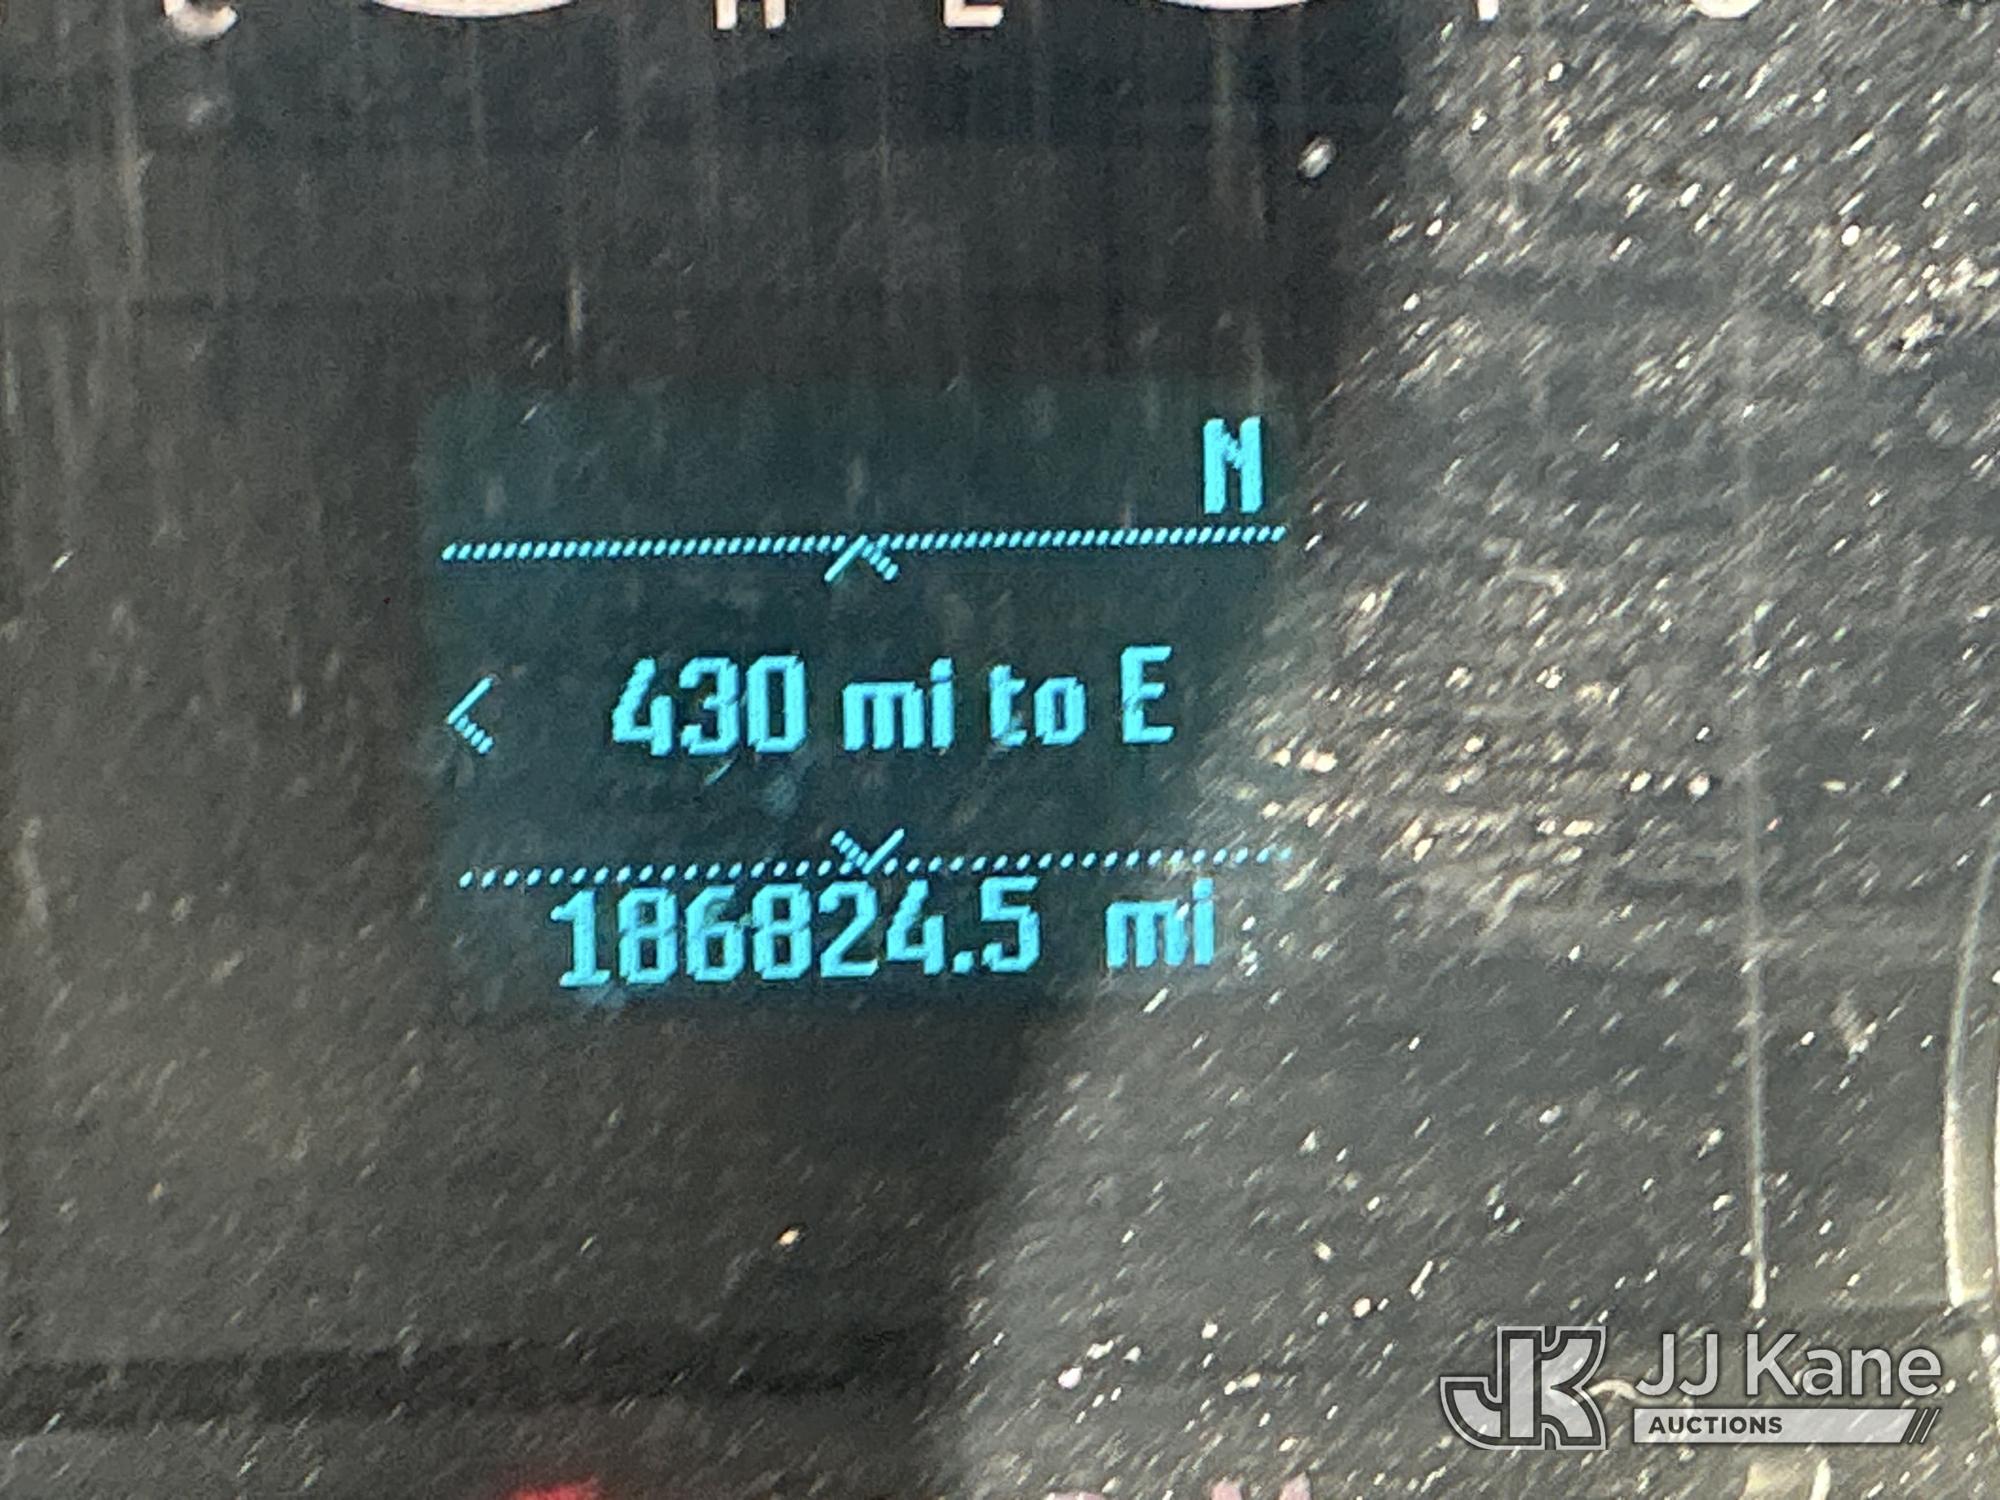 N
430 mi to E
186824.5 mi
JJ Kane
AUCTIONS